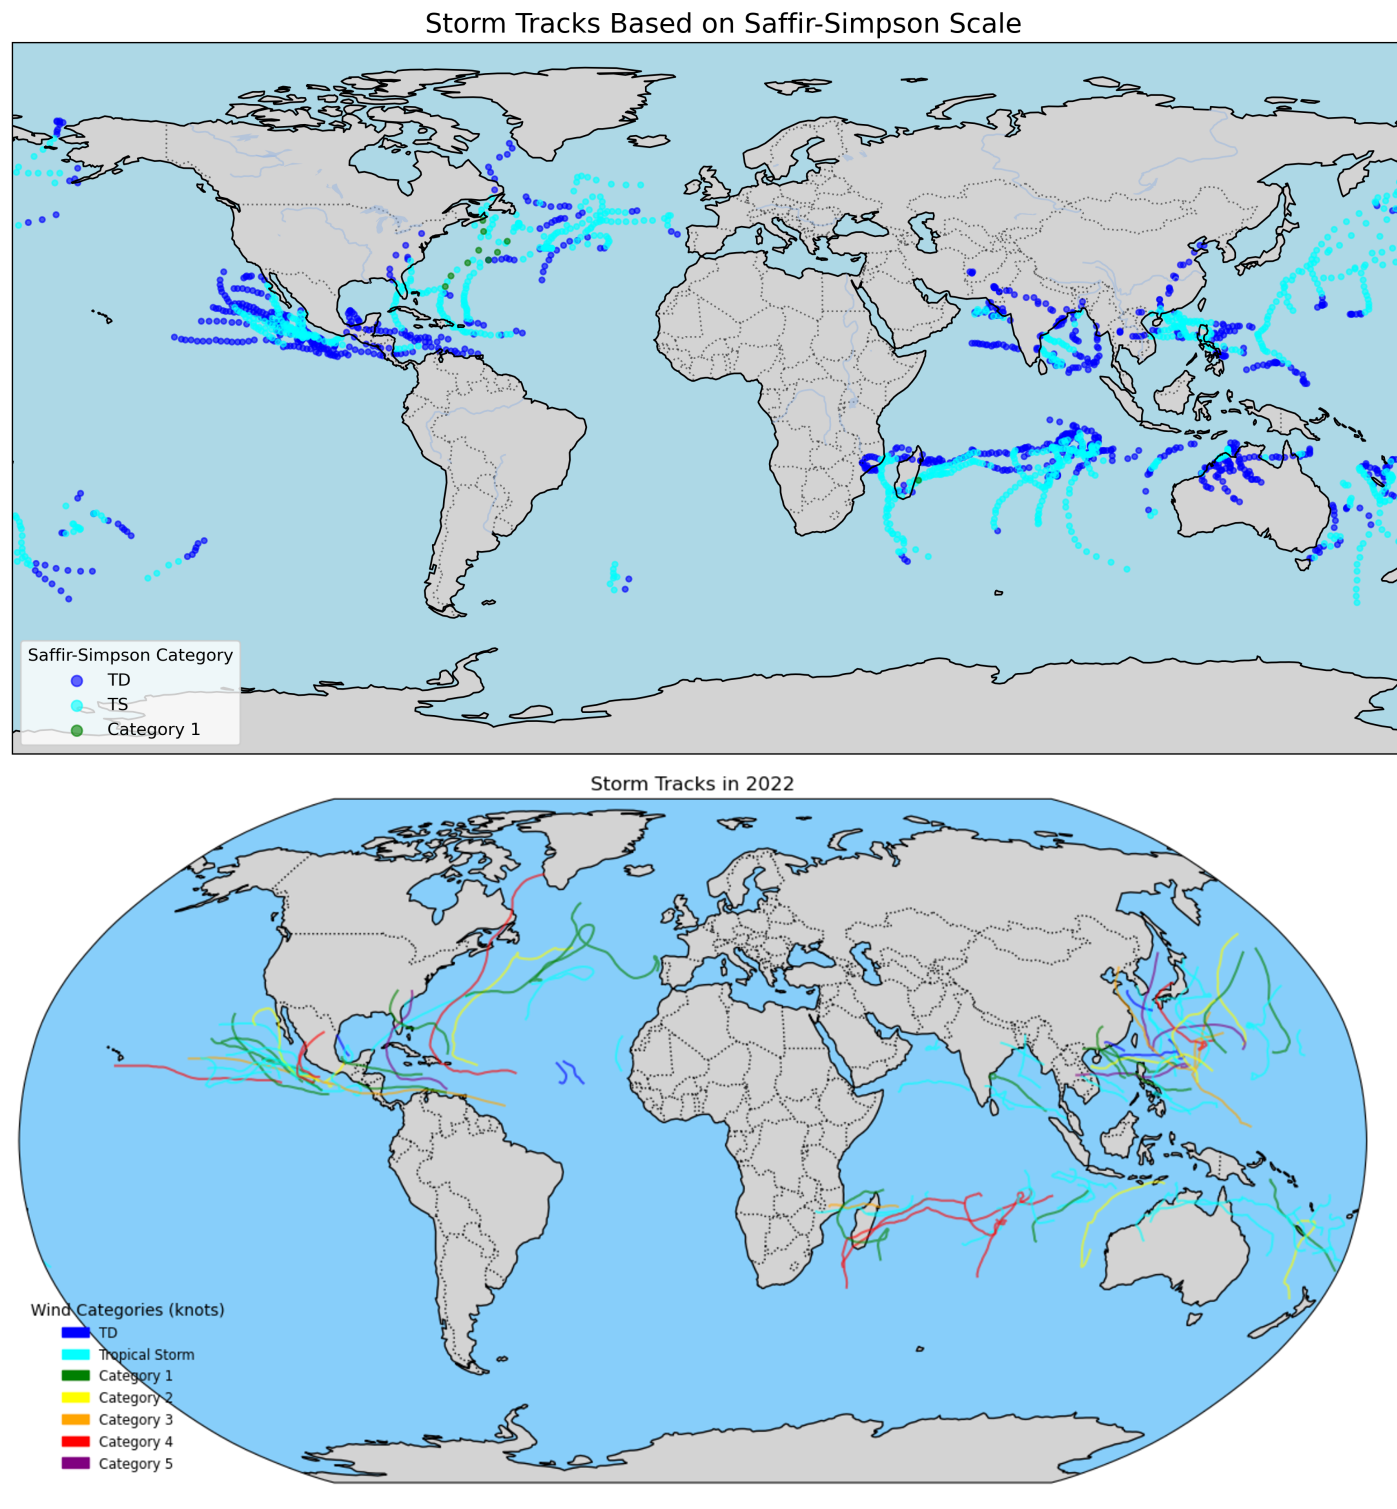 Storm Tracks Based on Saffir-Simpson Scale
Saffir-Simpson Category
TD
TS
Category 1
Storm Tracks in 2022
Wind Categories (knots)
TD
Tropical Storm
Category 1
Category 2
Category 3
Category 4
Category 5